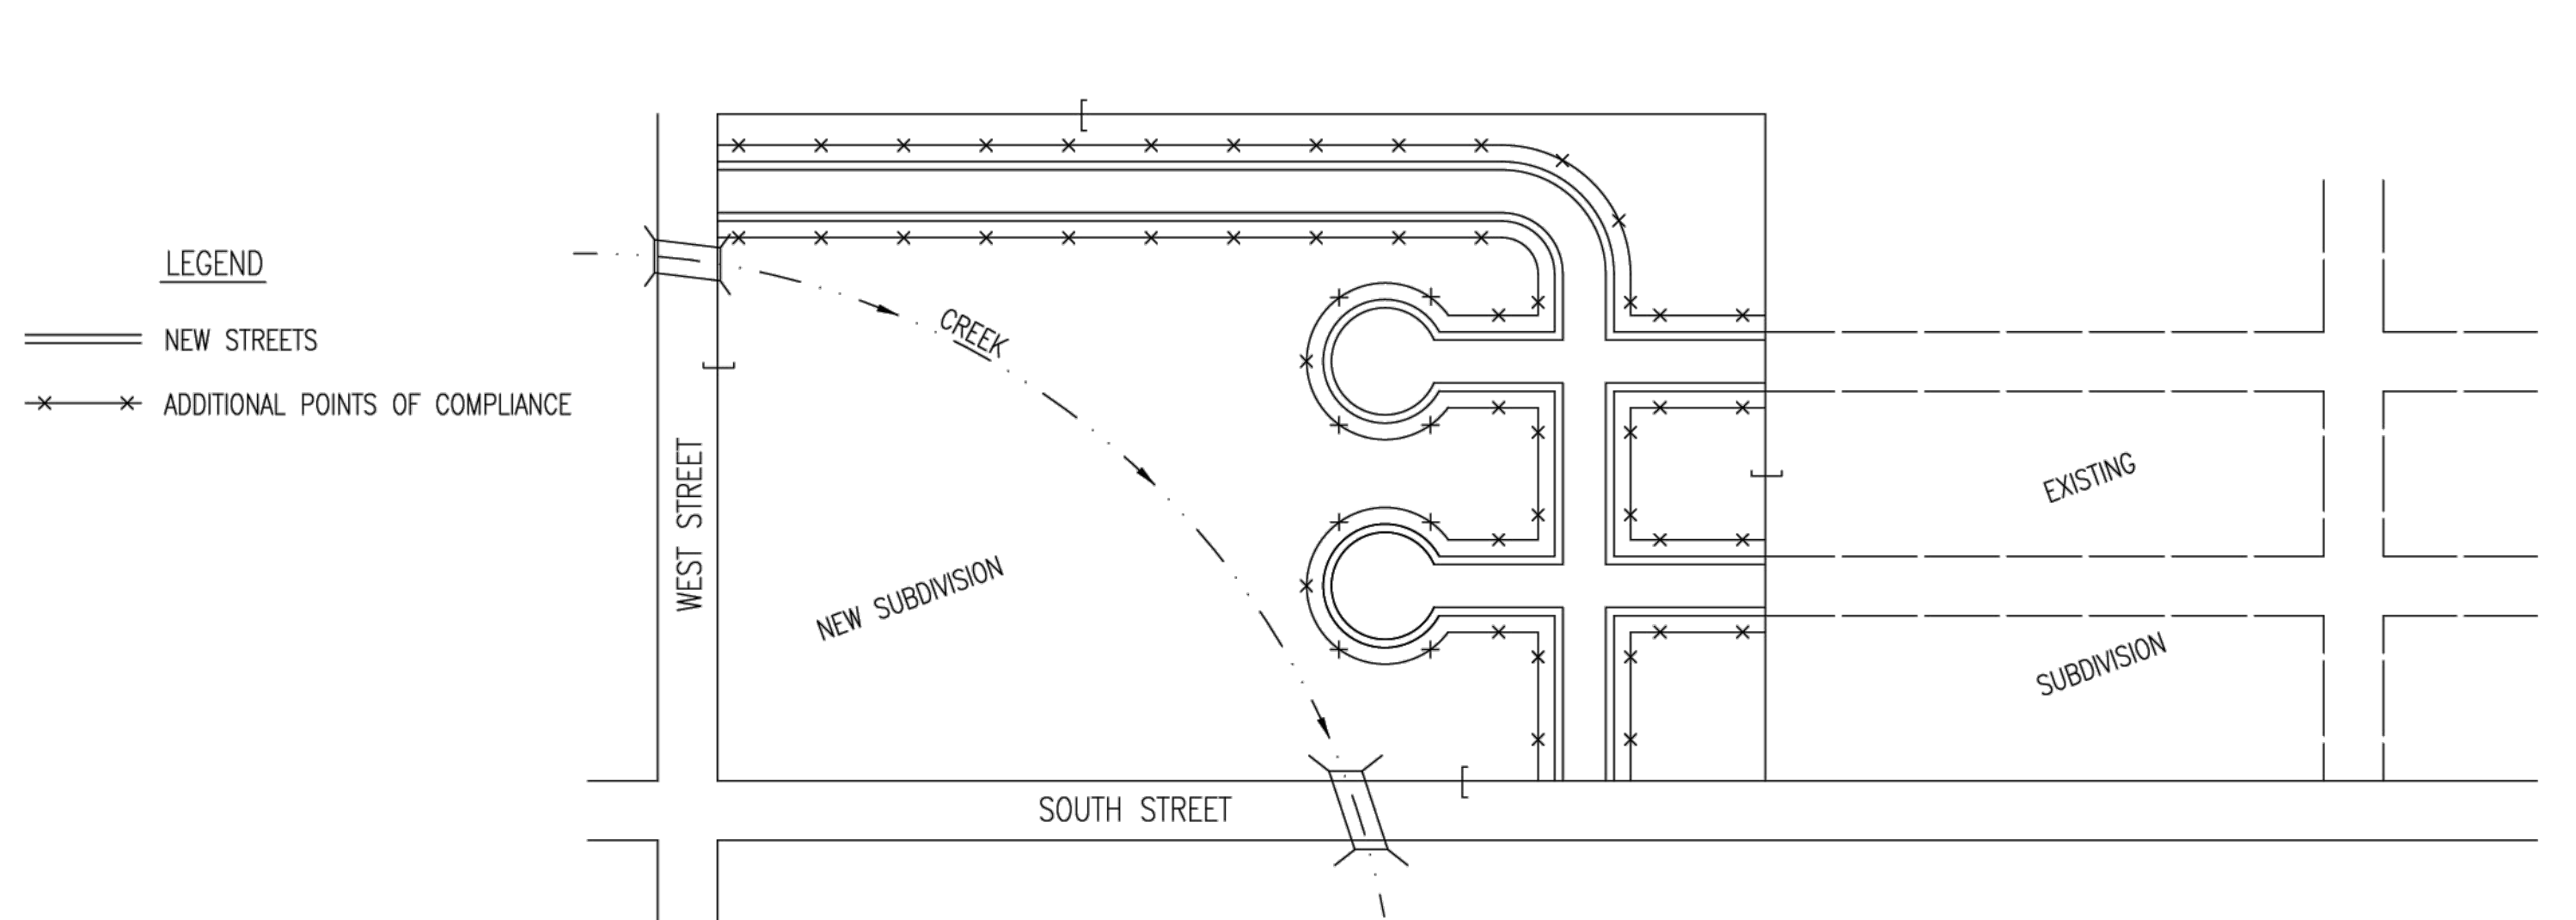 LEGEND
NEW STREETS
ADDITIONAL POINTS OF COMPLIANCE
CREEK
WEST STREET
NEW SUBDIVISION
SOUTH STREET
EXISTING
SUBDIVISION